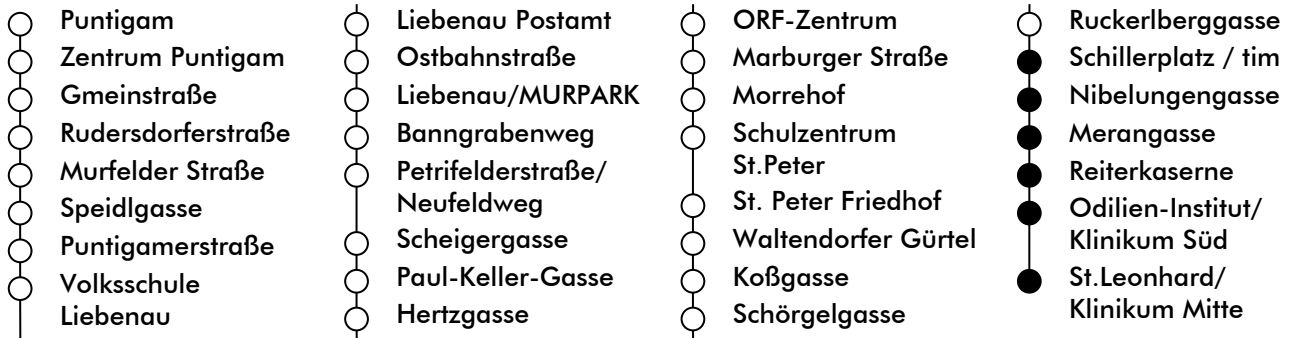 Puntigam
Zentrum Puntigam
Gmeinstraße
Rudersdorferstraße
Murfelder Straße
Speidlgasse
Puntigamerstraße
Volksschule
Liebenau
Liebenau Postamt
Ostbahnstraße
Liebenau/MURPARK
Banngrabenweg
Petrifelderstraße/
Neufeldweg
Scheigergasse
Paul-Keller-Gasse
Hertzgasse
ORF-Zentrum
Marburger Straße
Morrehof
Schulzentrum
St.Peter
St. Peter Friedhof
Waltendorfer Gürtel
Koßgasse
Schörgelgasse
Ruckerlberggasse
Schillerplatz / tim
Nibelungengasse
Merangasse
Reiterkaserne
Odilien-Institut/
Klinikum Süd
St.Leonhard/
Klinikum Mitte